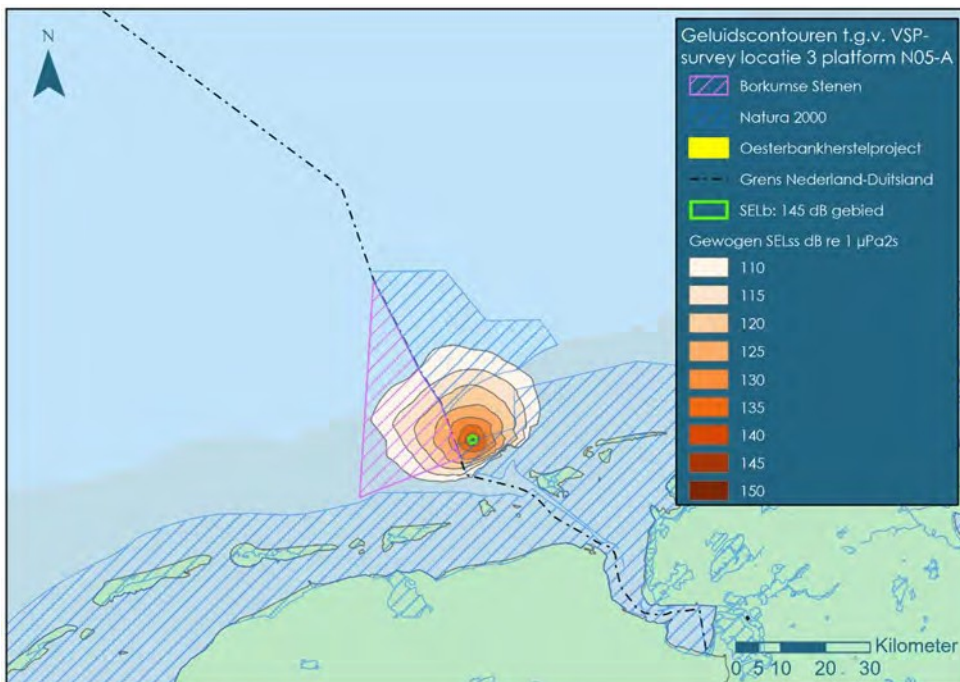 N
Geluidscontouren t.g.v. VSP-
survey locatie 3 platform N05-A
Borkumse Stenen
Natura 2000
Oesterbankherstelproject
Grens Nederland-Duitsland
SELb: 145 dB gebied
Gewogen SELss dB re 1 µPa2s
110
115
120
125
130
135
140
145
150
Kilometer
0 5 10 20 30